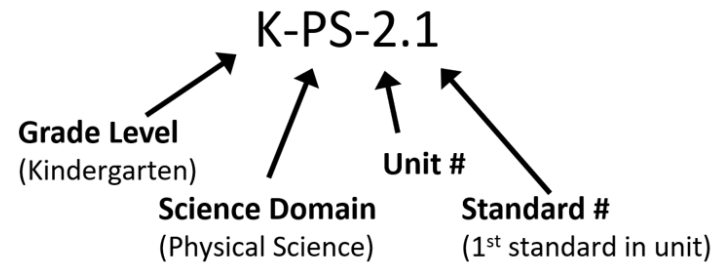 K-PS-2.1
Grade Level
(Kindergarten)
Unit #
Science Domain
(Physical Science)
Standard #
(1st standard in unit)